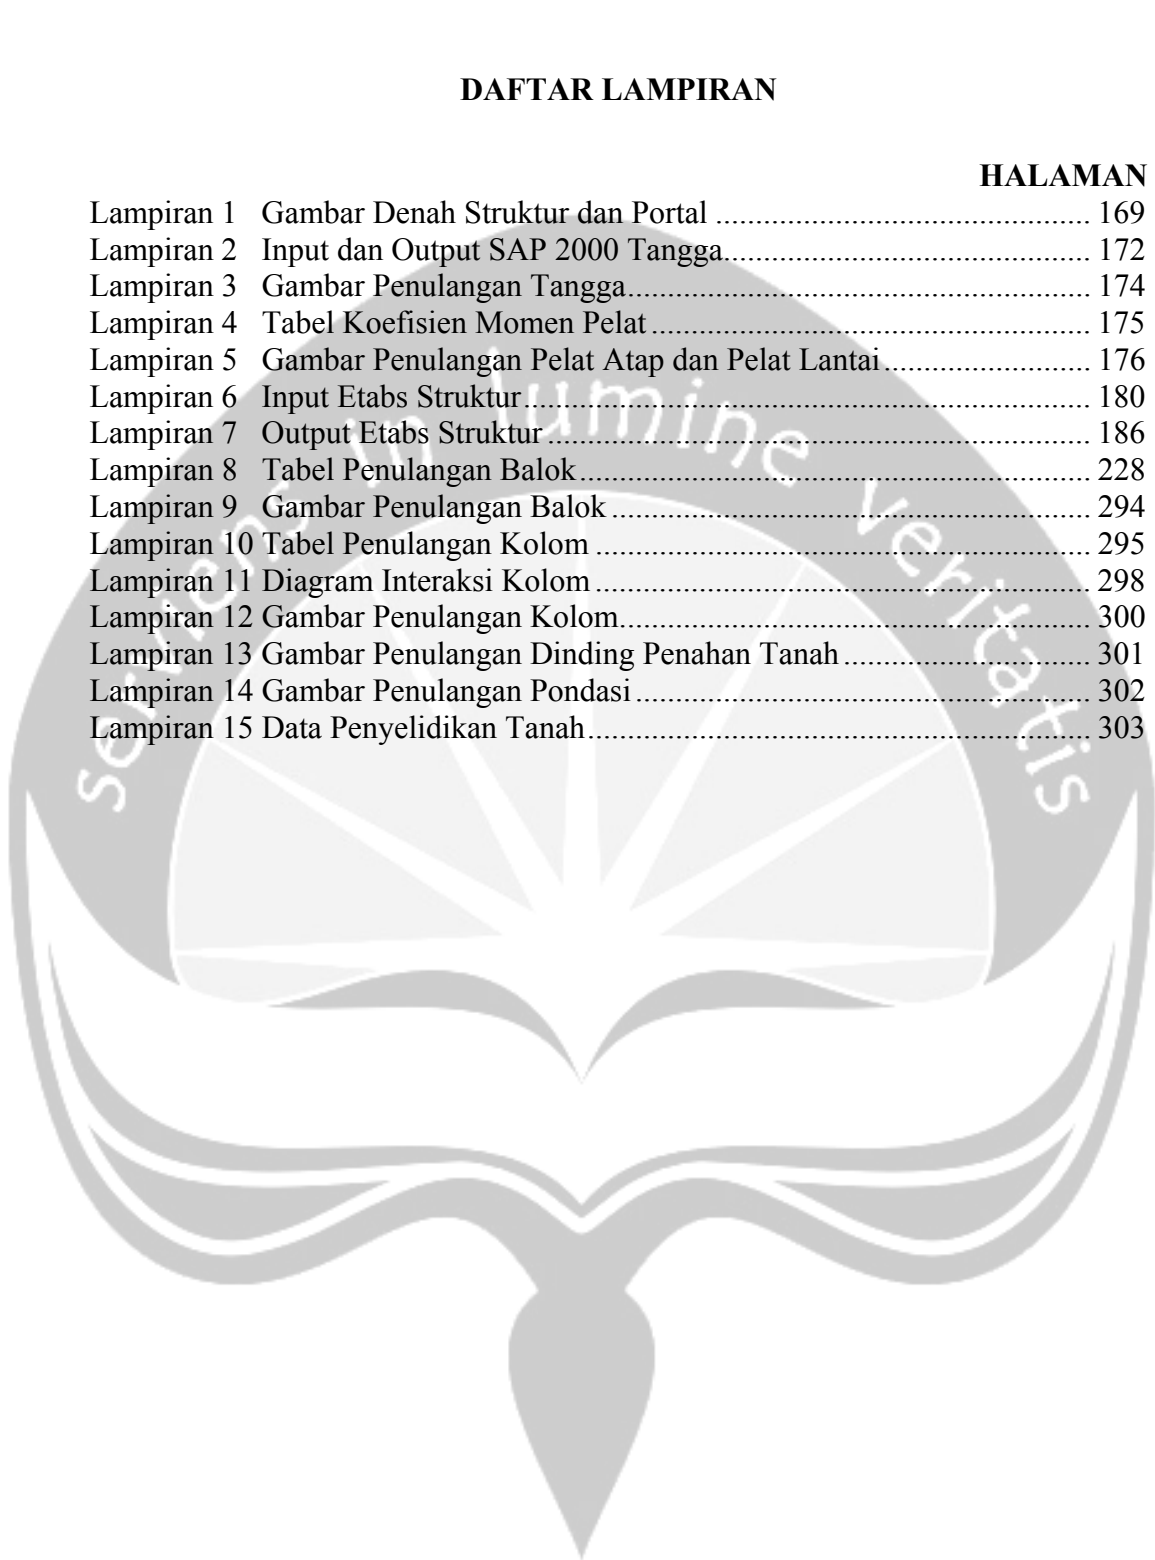 DAFTAR LAMPIRAN
HALAMAN
Lampiran 1 Gambar Denah Struktur dan Portal ............................................... 169
Lampiran 2 Input dan Output SAP 2000 Tangga.............................................. 172
Lampiran 3 Gambar Penulangan Tangga.......................................................... 174
Lampiran 4 Tabel Koefisien Momen Pelat ....................................................... 175
Lampiran 5 Gambar Penulangan Pelat Atap dan Pelat Lantai .......................... 176
Lampiran 6 Input Etabs Struktur ....................................................................... 180
Lampiran 7 Output Etabs Struktur..................................................................... 186
Lampiran 8 Tabel Penulangan Balok ................................................................ 228
Lampiran 9 Gambar Penulangan Balok ............................................................ 294
Lampiran 10 Tabel Penulangan Kolom .............................................................. 295
Lampiran 11 Diagram Interaksi Kolom .............................................................. 298
Lampiran 12 Gambar Penulangan Kolom........................................................... 300
Lampiran 13 Gambar Penulangan Dinding Penahan Tanah ............................... 301
Lampiran 14 Gambar Penulangan Pondasi ......................................................... 302
Lampiran 15 Data Penyelidikan Tanah............................................................... 303
serviens in lumine veritatis